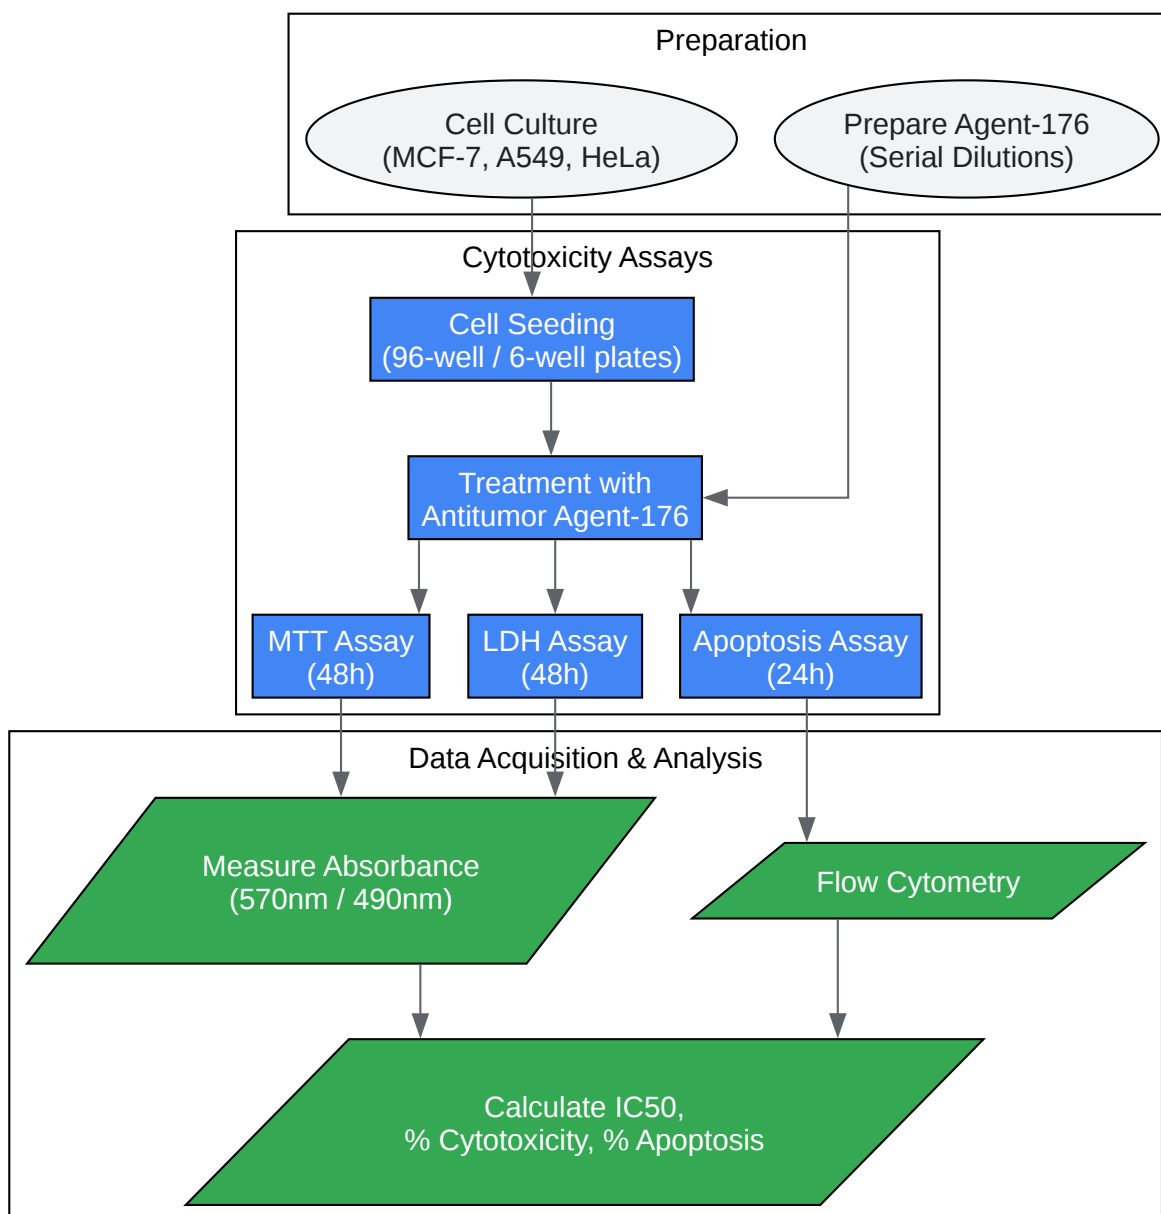 Preparation
Cell Culture
(MCF-7, A549, HeLa)
Prepare Agent-176
(Serial Dilutions)
Cytotoxicity Assays
Cell Seeding
(96-well / 6-well plates)
Treatment with
Antitumor Agent-176
MTT Assay
(48h)
LDH Assay
(48h)
Apoptosis Assay
(24h)
Data Acquisition & Analysis
Measure Absorbance
(570nm / 490nm)
Flow Cytometry
Calculate IC50,
% Cytotoxicity, % Apoptosis